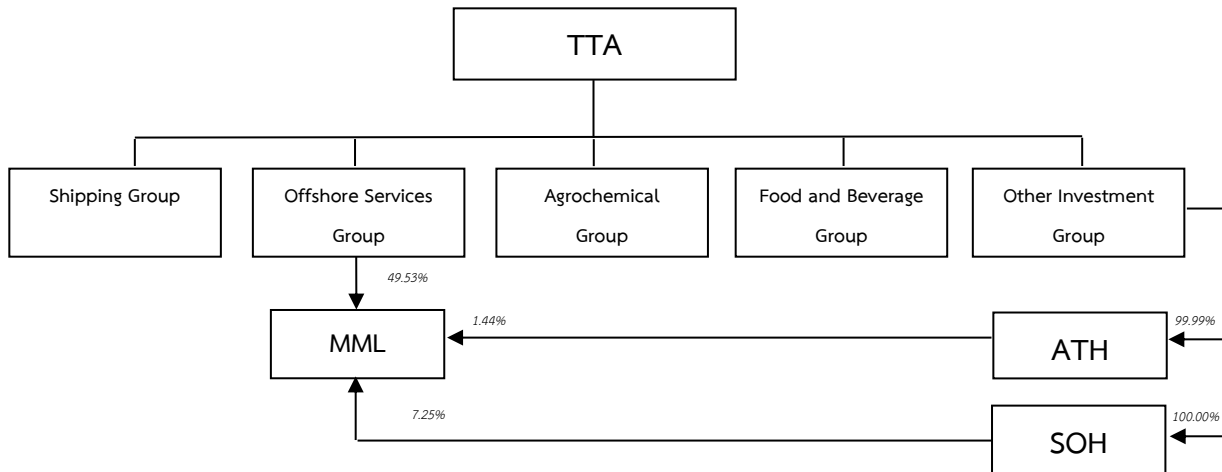 TTA
Shipping Group
Offshore Services
Group
Agrochemical
Group
Food and Beverage
Group
Other Investment
Group
49.53%
MML
1.44%
ATH
99.99%
7.25%
SOH
100.00%